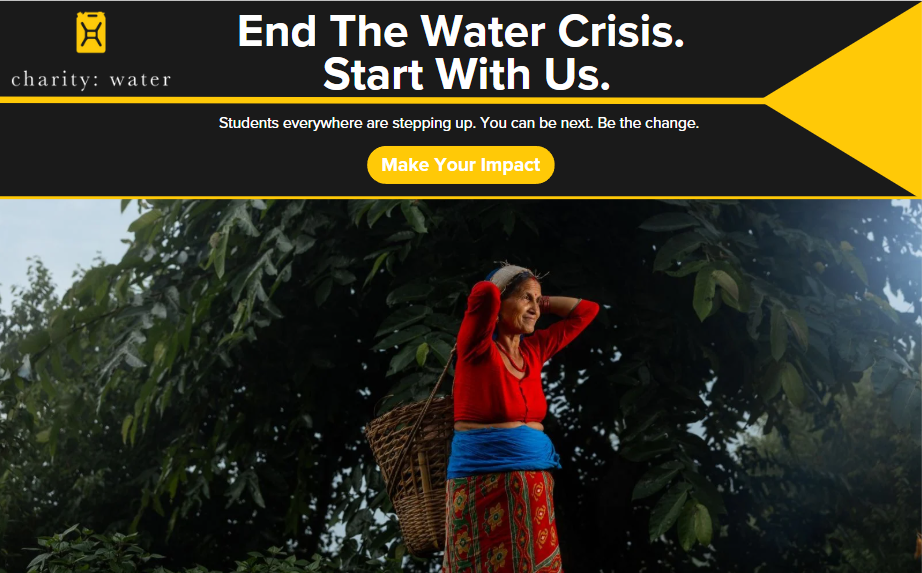 charity: water
End The Water Crisis.
Start With Us.
Students everywhere are stepping up. You can be next. Be the change.
Make Your Impact